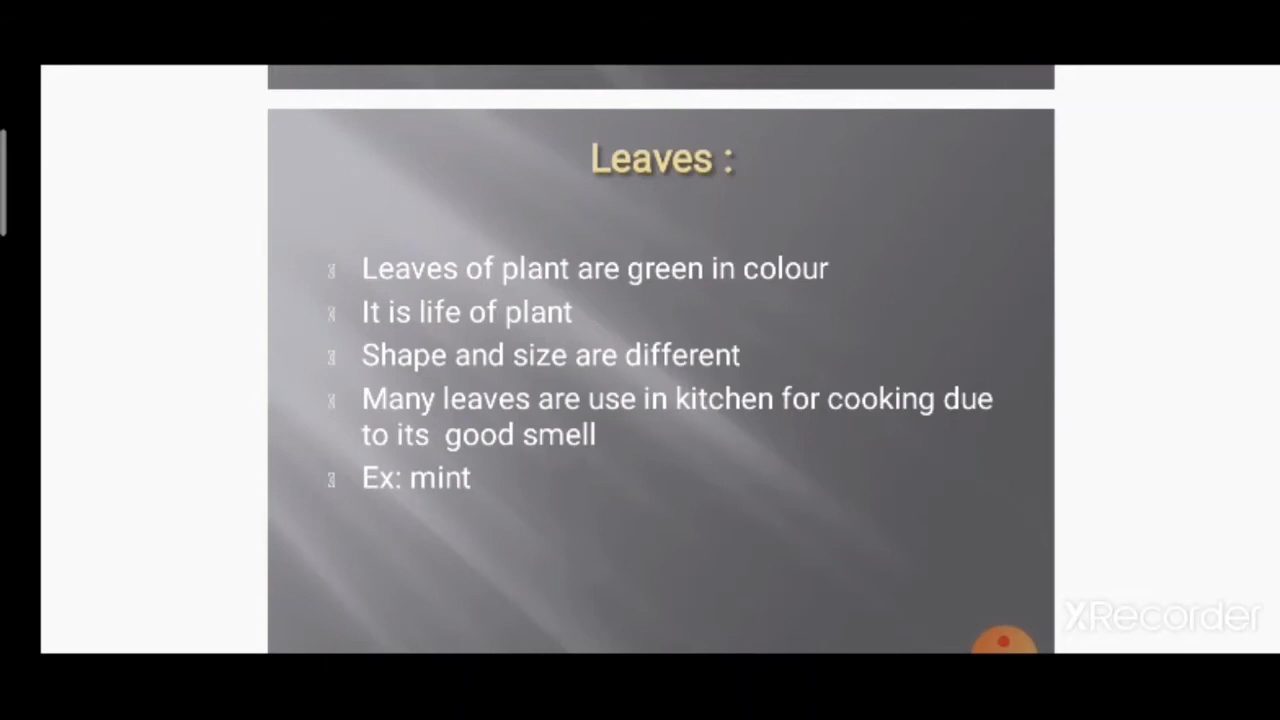 Leaves :
Leaves of plant are green in colour
It is life of plant
Shape and size are different
Many leaves are use in kitchen for cooking due
to its good smell
Ex: mint
XRecorder